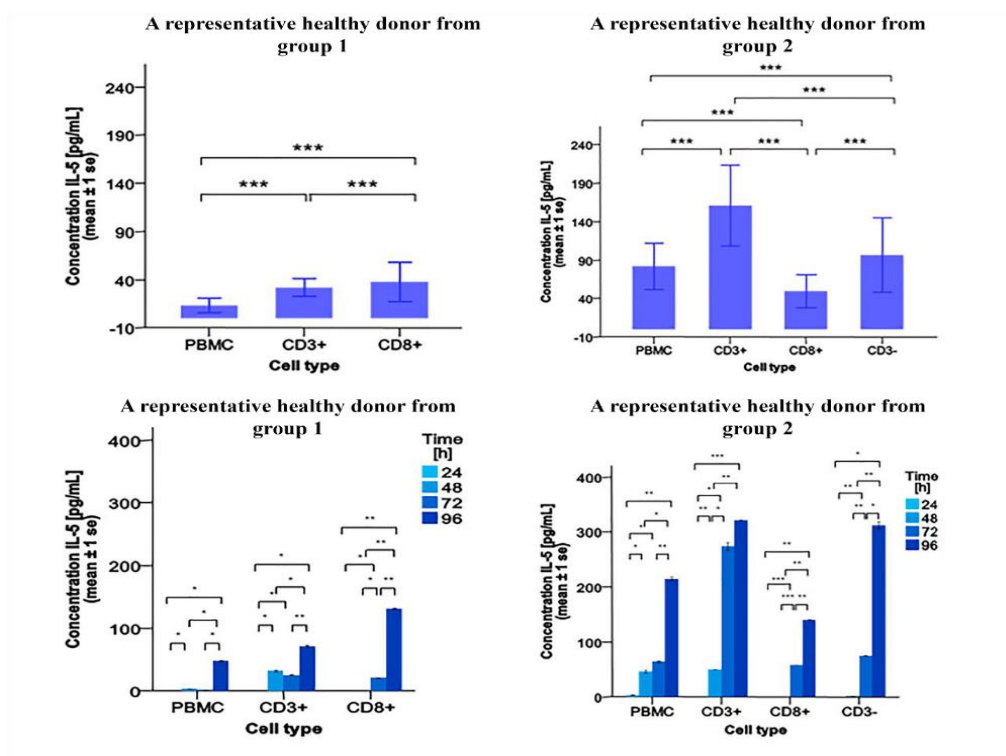 A representative healthy donor from
group 1
Concentration IL-5 [pg/mL]
(mean ± 1 se)
240
190
140
90
40
-10
***
***
***
PBMC
CD3+
CD8+
Cell type
A representative healthy donor from
group 2
Concentration IL-5 [pg/mL]
(mean ± 1 se)
240
190
140
90
40
-10
***
***
***
***
***
***
PBMC
CD3+
CD8+
CD3-
Cell type
A representative healthy donor from
group 1
Concentration IL-5 [pg/mL]
(mean ± 1 se)
400
300
200
100
0
Time
[h]
24
48
72
96
*
*
*
*
*
*
*
*
**
**
*
**
*
**
PBMC
CD3+
CD8+
Cell type
A representative healthy donor from
group 2
Concentration IL-5 [pg/mL]
(mean ± 1 se)
400
300
200
100
0
Time
[h]
24
48
72
96
**
*
*
*
**
***
**
*
**
*
**
**
***
***
**
*
**
**
**
*
PBMC
CD3+
CD8+
CD3-
Cell type